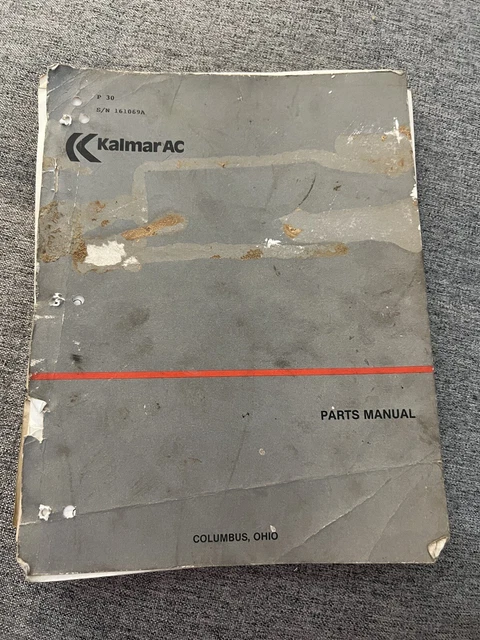 P 30
S/N 161069A
Kalmar AC
PARTS MANUAL
COLUMBUS, OHIO